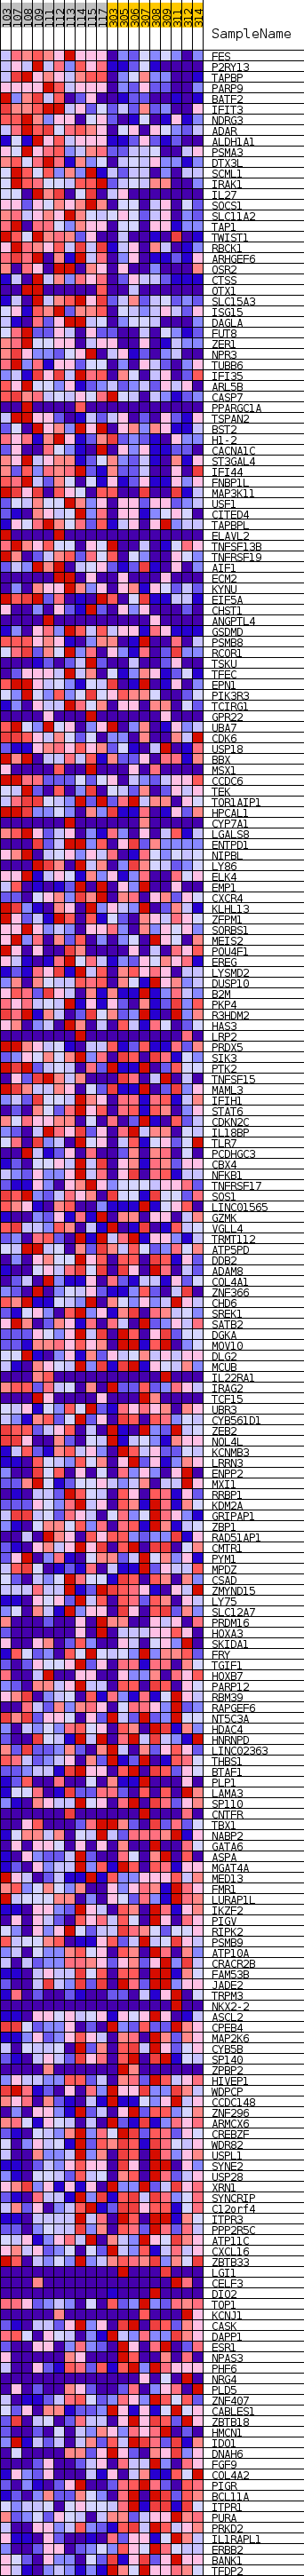 103 107 108 109 111 112 113 114 115 117 303 305 306 307 308 309 311 312 314
SampleName
FES
P2RY13
TAPBP
PARP9
BATF2
IFIT3
NDRG3
ADAR
ALDH1A1
PSMA3
DTX3L
SCML1
IRAK1
IL27
SOCS1
SLC11A2
TAP1
TWIST1
RBCK1
ARHGEF6
OSR2
CTSS
OTX1
SLC15A3
ISG15
DAGLA
FUT8
ZER1
NPR3
TUBB6
IFI35
ARL5B
CASP7
PPARGC1A
TSPAN2
BST2
H1-2
CACNA1C
ST3GAL4
IFI44
FNBP1L
MAP3K11
USF1
CITED4
TAPBPL
ELAVL2
TNFSF13B
TNFRSF19
AIF1
ECM2
KYNU
EIF5A
CHST1
ANGPTL4
GSDMD
PSMB8
RCOR1
TSKU
TFEC
EPN1
PIK3R3
TCIRG1
GPR22
UBA7
CDK6
USP18
BBX
MSX1
CCDC6
TEK
TOR1AIP1
HPCAL1
CYP7A1
LGALS8
ENTPD1
NIPBL
LY86
ELK4
EMP1
CXCR4
KLHL13
ZFPM1
SORBS1
MEIS2
POU4F1
EREG
LYSMD2
DUSP10
B2M
PKP4
R3HDM2
HAS3
LRP2
PRDX5
SIK3
PTK2
TNFSF15
MAML3
IFIH1
STAT6
CDKN2C
IL18BP
TLR7
PCDHGC3
CBX4
NFKB1
TNFRSF17
SOS1
LINC01565
GZMK
VGLL4
TRMT112
ATP5PD
DDB2
ADAM8
COL4A1
ZNF366
CHD6
SREK1
SATB2
DGKA
MOV10
DLG2
MCUB
IL22RA1
IRAG2
TCF15
UBR3
CYB561D1
ZEB2
NOL4L
KCNMB3
LRRN3
ENPP2
MXI1
RRBP1
KDM2A
GRIPAP1
ZBP1
RAD51AP1
CMTR1
PYM1
MPDZ
CSAD
ZMYND15
LY75
SLC12A7
PRDM16
HOXA3
SKIDA1
FRY
TGIF1
HOXB7
PARP12
RBM39
RAPGEF6
NT5C3A
HDAC4
HNRNPD
LINC02363
THBS1
BTAF1
PLP1
LAMA3
SP110
CNTFR
TBX1
NABP2
GATA6
ASPA
MGAT4A
MED13
FMR1
LURAP1L
IKZF2
PIGV
RIPK2
PSMB9
ATP10A
CRACR2B
FAM53B
JADE2
TRPM3
NKX2-2
ASCL2
CPEB4
MAP2K6
CYB5B
SP140
ZPBP2
HIVEP1
WDPCP
CCDC148
ZNF296
ARMCX6
CREBZF
WDR82
USPL1
SYNE2
USP28
XRN1
SYNCRIP
C12orf4
ITPR3
PPP2R5C
ATP11C
CXCL16
ZBTB33
LGI1
CELF3
DIO2
TOP1
KCNJ1
CASK
DAPP1
ESR1
NPAS3
PHF6
NRG4
PLD5
ZNF407
CABLES1
ZBTB18
HMCN1
IDO1
DNAH6
FGF9
COL4A2
PIGR
BCL11A
ITPR1
PURA
PRKD2
IL1RAPL1
ERBB2
BANK1
TFDP2